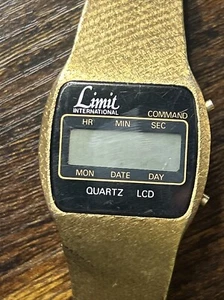 Limit
INTERNATIONAL COMMAND
HR MIN SEC
MON DATE DAY
QUARTZ LCD